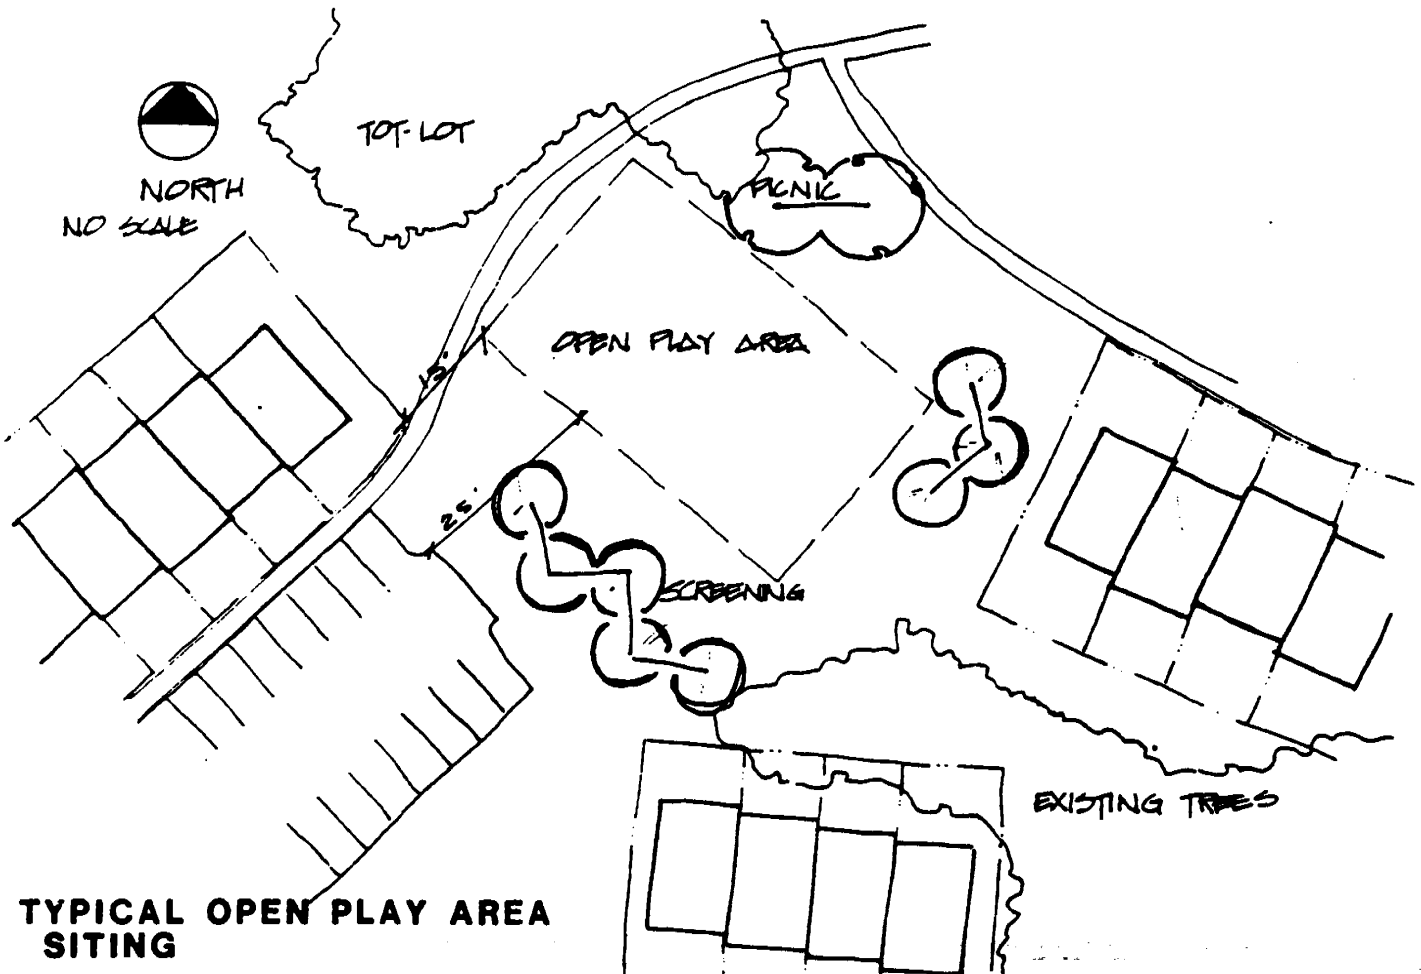 TOT-LOT
NORTH
NO SCALE
PICNIC
OPEN PLAY AREA
15'
25'
SCREENING
EXISTING TREES
TYPICAL OPEN PLAY AREA
SITING